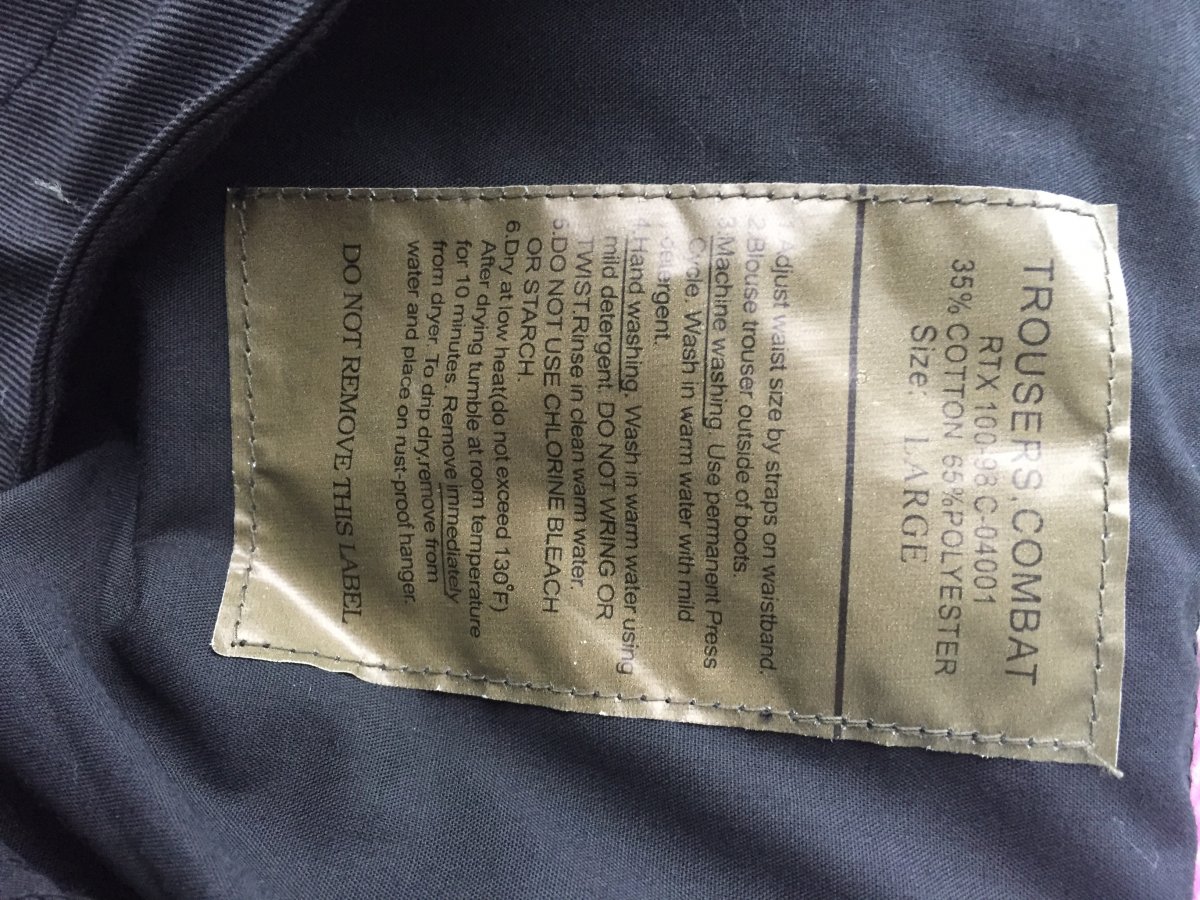 TROUSERS,COMBAT
RTX 100-98.C-04001
35%COTTON 65%POLYESTER
Size: LARGE
Adjust waist size by straps on waistband.
2.Blouse trouser outside of boots.
3.Machine washing. Use permanent Press
Cycle. Wash in warm water with mild
detergent.
4.Hand washing. Wash in warm water using
mild detergent. DO NOT WRING OR
TWIST.Rinse in clean warm water.
5.DO NOT USE CHLORINE BLEACH
OR STARCH.
6.Dry at low heat(do not exceed 130°F)
After drying tumble at room temperature
for 10 minutes. Remove immediately
from dryer. To drip dry,remove from
water and place on rust-proof hanger.
DO NOT REMOVE THIS LABEL